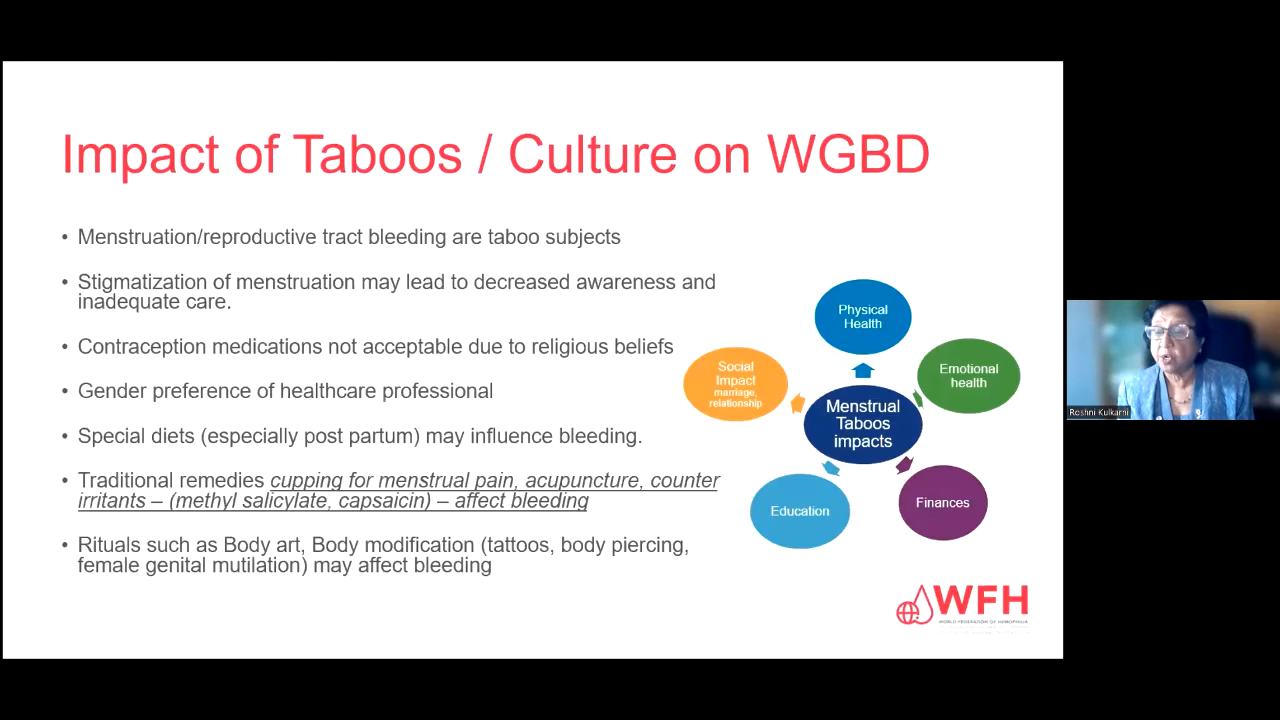 Impact of Taboos / Culture on WGBD
• Menstruation/reproductive tract bleeding are taboo subjects
• Stigmatization of menstruation may lead to decreased awareness and
inadequate care.
• Contraception medications not acceptable due to religious beliefs
• Gender preference of healthcare professional
• Special diets (especially post partum) may influence bleeding.
• Traditional remedies cupping for menstrual pain, acupuncture, counter
irritants – (methyl salicylate, capsaicin) – affect bleeding
• Rituals such as Body art, Body modification (tattoos, body piercing,
female genital mutilation) may affect bleeding
Physical
Health
Emotional
health
Social
Impact
marriage,
relationship
Menstrual
Taboos
impacts
Education
Finances
WFH
WORLD FEDERATION OF HEMOPHILIA
Roshni Kulkarni